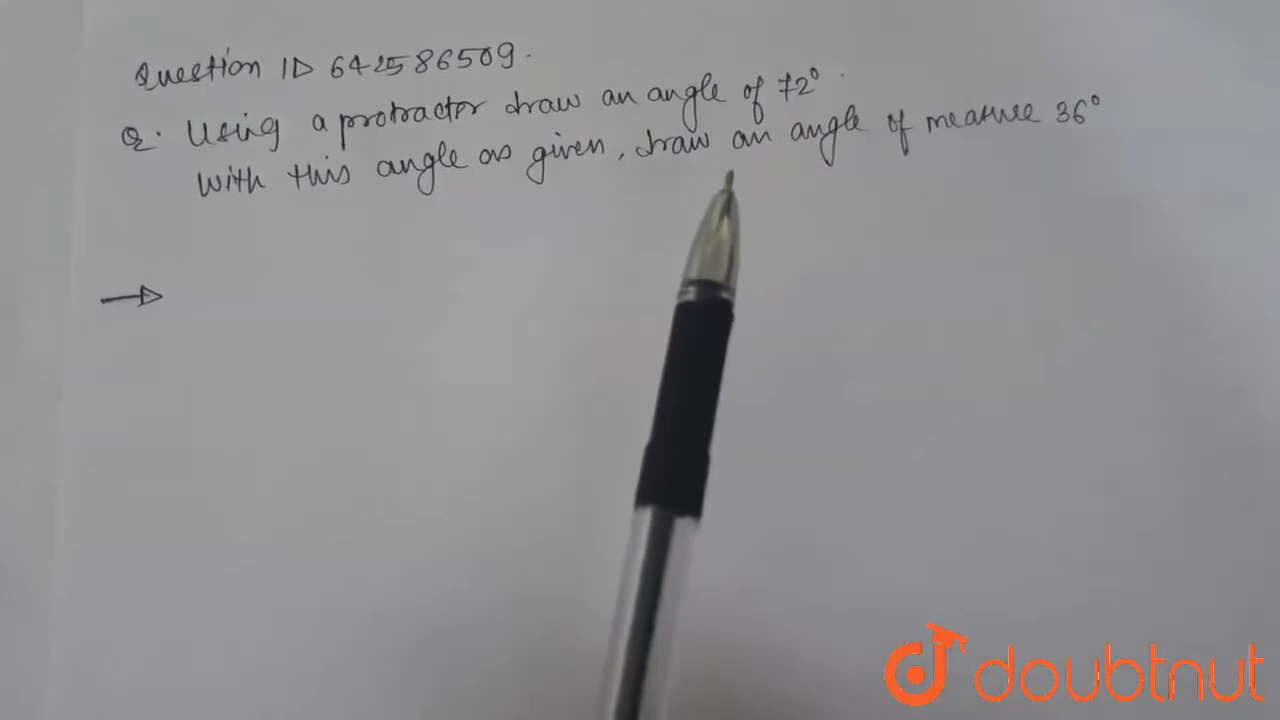 Question ID 642586509.
Q. Using a protractor draw an angle of 72°.
With this angle as given, draw an angle of measure 36°
doubtnut